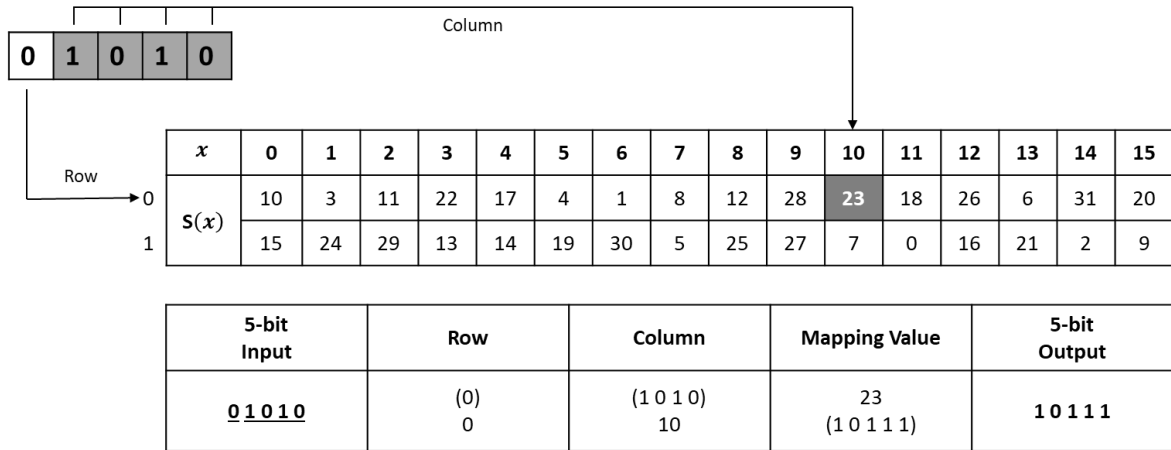 Column
0 1 0 1 0
Row
x 0 1 2 3 4 5 6 7 8 9 10 11 12 13 14 15
0 S(x) 10 3 11 22 17 4 1 8 12 28 23 18 26 6 31 20
1 15 24 29 13 14 19 30 5 25 27 7 0 16 21 2 9
5-bit Input Row Column Mapping Value 5-bit Output
0 1 0 1 0 (0) (1 0 1 0) 23 1 0 1 1 1
0 10 (1 0 1 1 1)